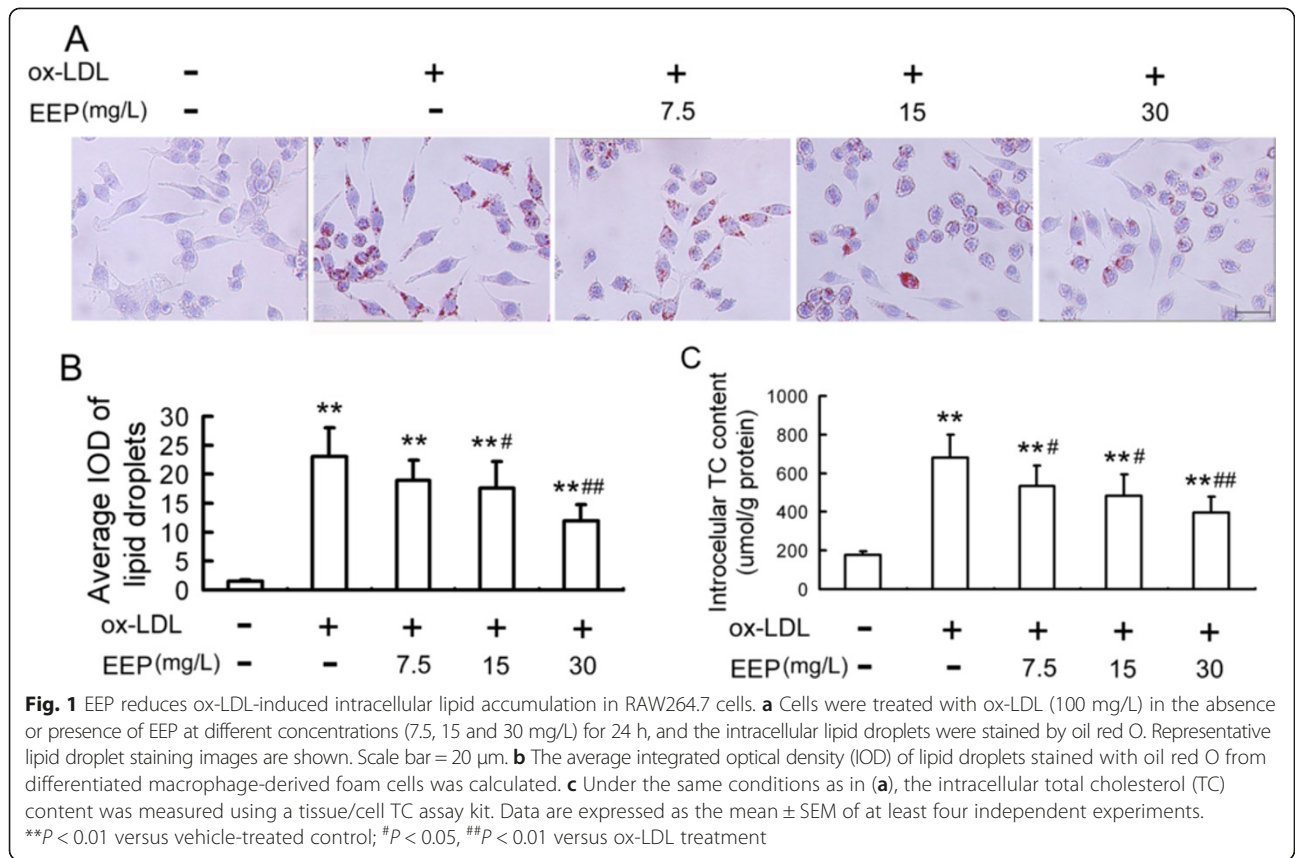 A
ox-LDL - + + + +
EEP(mg/L) - - 7.5 15 30
B
Average IOD of
lipid droplets
30
25
20
15
10
5
0
** ** **# **##
ox-LDL - + + + +
EEP(mg/L) - - 7.5 15 30
C
Introcelular TC content
(umol/g protein)
1000
800
600
400
200
0
** **# **# **##
ox-LDL - + + + +
EEP(mg/L) - - 7.5 15 30
Fig. 1 EEP reduces ox-LDL-induced intracellular lipid accumulation in RAW264.7 cells. a Cells were treated with ox-LDL (100 mg/L) in the absence
or presence of EEP at different concentrations (7.5, 15 and 30 mg/L) for 24 h, and the intracellular lipid droplets were stained by oil red O. Representative
lipid droplet staining images are shown. Scale bar = 20 μm. b The average integrated optical density (IOD) of lipid droplets stained with oil red O from
differentiated macrophage-derived foam cells was calculated. c Under the same conditions as in (a), the intracellular total cholesterol (TC)
content was measured using a tissue/cell TC assay kit. Data are expressed as the mean ± SEM of at least four independent experiments.
**P < 0.01 versus vehicle-treated control; #P < 0.05, ##P < 0.01 versus ox-LDL treatment